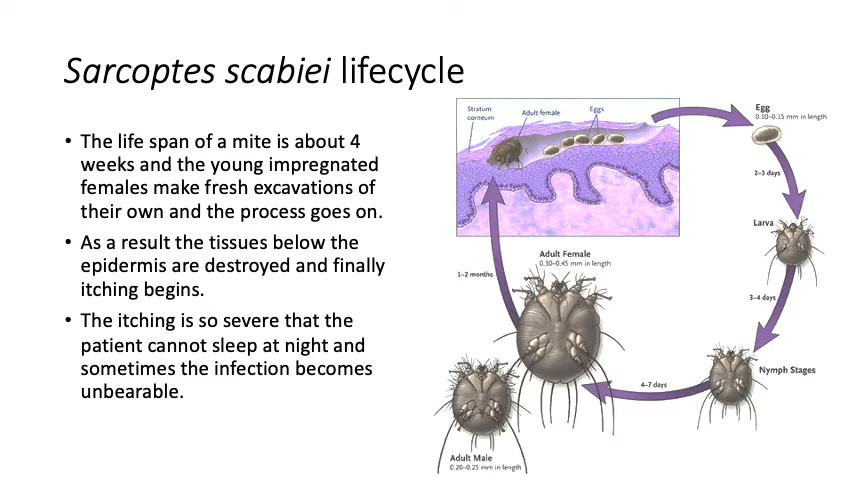 Sarcoptes scabiei lifecycle
• The life span of a mite is about 4
weeks and the young impregnated
females make fresh excavations of
their own and the process goes on.
• As a result the tissues below the
epidermis are destroyed and finally
itching begins.
• The itching is so severe that the
patient cannot sleep at night and
sometimes the infection becomes
unbearable.
Stratum
corneum
Adult female
Eggs
Egg
0.10–0.15 mm in length
2–3 days
Larva
3–4 days
Nymph Stages
4–7 days
Adult Female
0.30–0.45 mm in length
1–2 months
Adult Male
0.20–0.25 mm in length